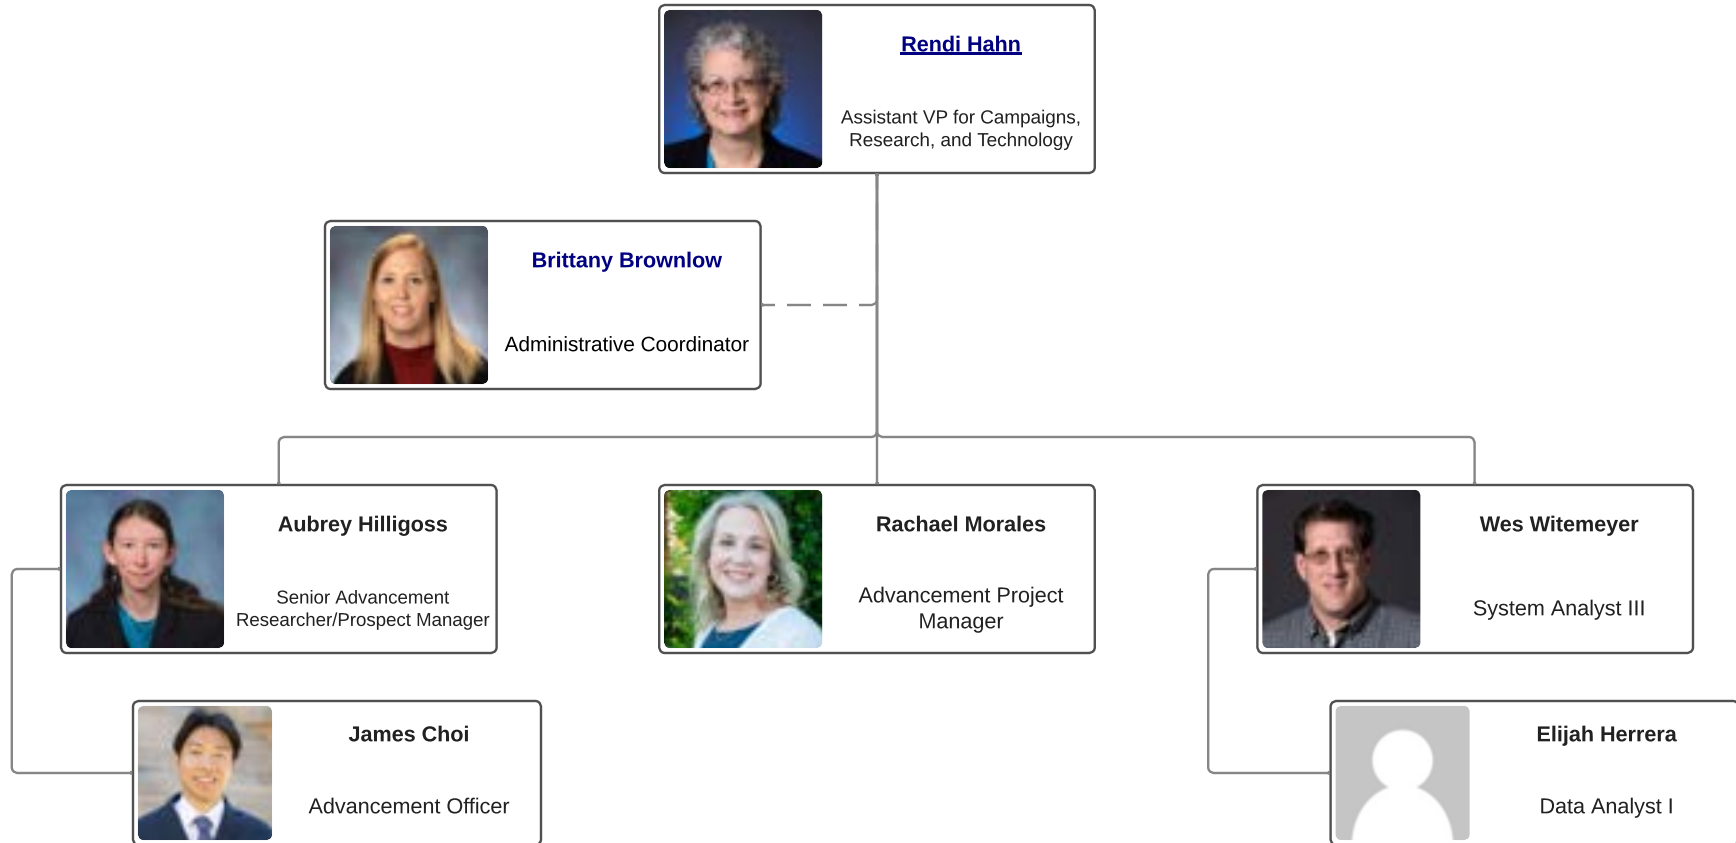 Rendi Hahn
Assistant VP for Campaigns,
Research, and Technology
Brittany Brownlow
Administrative Coordinator
Aubrey Hilligoss
Senior Advancement
Researcher/Prospect Manager
Rachael Morales
Advancement Project
Manager
Wes Witemeyer
System Analyst III
James Choi
Advancement Officer
Elijah Herrera
Data Analyst I